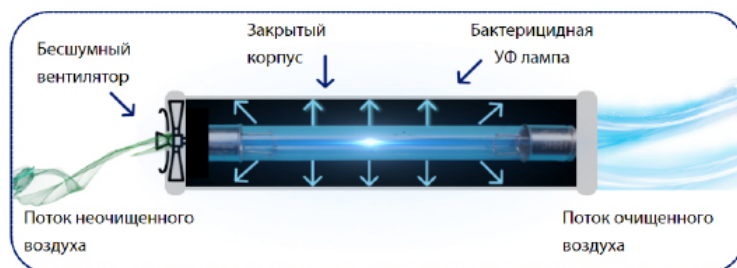 Бесшумный
вентилятор
Закрытый
корпус
Бактерицидная
УФ лампа
Поток неочищенного
воздуха
Поток очищенного
воздуха